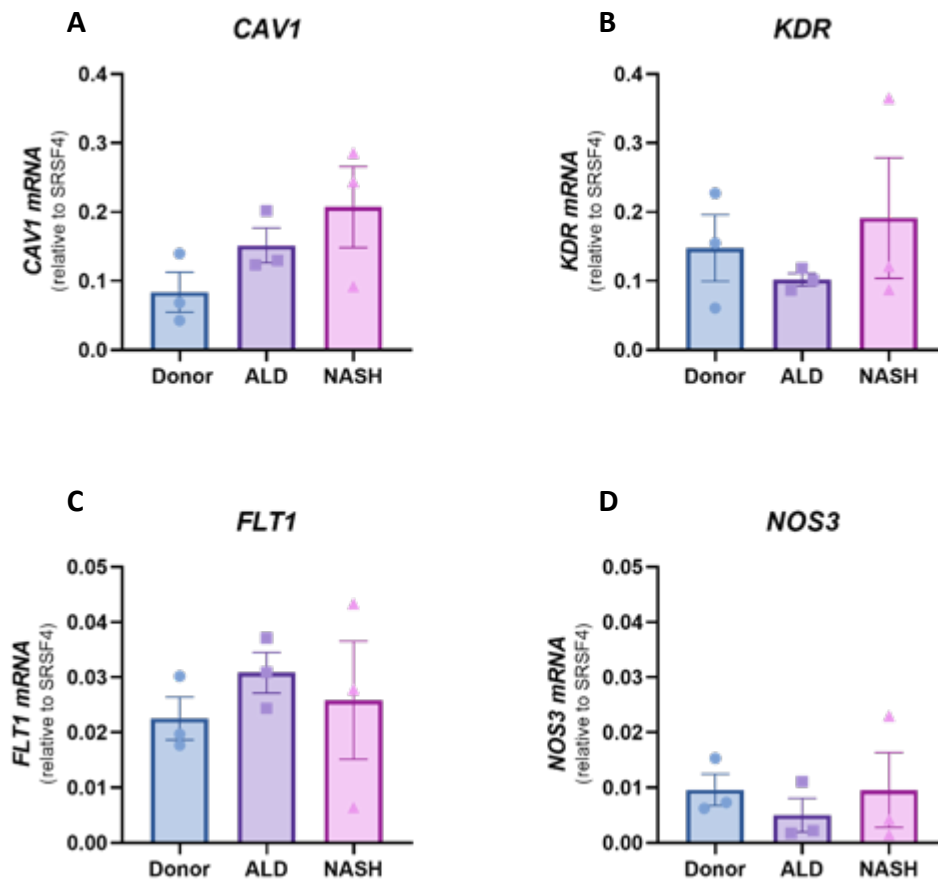 A
CAV1
CAV1 mRNA
(relative to SRSF4)
0.4
0.3
0.2
0.1
0.0
Donor ALD NASH
B
KDR
KDR mRNA
(relative to SRSF4)
0.4
0.3
0.2
0.1
0.0
Donor ALD NASH
C
FLT1
FLT1 mRNA
(relative to SRSF4)
0.05
0.04
0.03
0.02
0.01
0.00
Donor ALD NASH
D
NOS3
NOS3 mRNA
(relative to SRSF4)
0.05
0.04
0.03
0.02
0.01
0.00
Donor ALD NASH